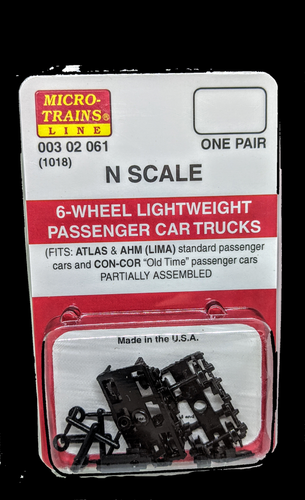 MICRO-
TRAINS®
LINE
003 02 061
(1018)
ONE PAIR
N SCALE
6-WHEEL LIGHTWEIGHT
PASSENGER CAR TRUCKS
(FITS: ATLAS & AHM (LIMA) standard passenger
cars and CON-COR "Old Time" passenger cars
PARTIALLY ASSEMBLED
Made in the U.S.A.
and